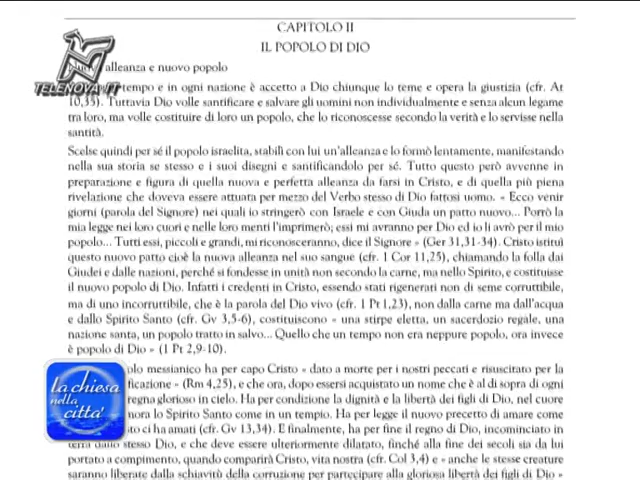 CAPITOLO II
IL POPOLO DI DIO
alleanza e nuovo popolo
TELENOVA.IT
tempo e in ogni nazione è accetto a Dio chiunque lo teme e opera la giustizia (cfr. At
10,35). Tuttavia Dio volle santificare e salvare gli uomini non individualmente e senza alcun legame
tra loro, ma volle costituire di loro un popolo, che lo riconoscesse secondo la verità e lo servisse nella
santità.
Scelse quindi per sé il popolo israelita, stabilì con lui un'alleanza e lo formò lentamente, manifestando
nella sua storia se stesso e i suoi disegni e santificandolo per sé. Tutto questo però avvenne in
preparazione e figura di quella nuova e perfetta alleanza da farsi in Cristo, e di quella più piena
rivelazione che doveva essere attuata per mezzo del Verbo stesso di Dio fattosi uomo. « Ecco venir
giorni (parola del Signore) nei quali io stringerò con Israele e con Giuda un patto nuovo... Porrò la
mia legge nei loro cuori e nelle loro menti l'imprimerò; essi mi avranno per Dio ed io li avrò per il mio
popolo... Tutti essi, piccoli e grandi, mi riconosceranno, dice il Signore » (Ger 31,31-34). Cristo istituì
questo nuovo patto cioè la nuova alleanza nel suo sangue (cfr. 1 Cor 11,25), chiamando la folla dai
Giudei e dalle nazioni, perché si fondesse in unità non secondo la carne, ma nello Spirito, e costituisse
il nuovo popolo di Dio. Infatti i credenti in Cristo, essendo stati rigenerati non di seme corruttibile,
ma di uno incorruttibile, che è la parola del Dio vivo (cfr. 1 Pt 1,23), non dalla carne ma dall'acqua
e dallo Spirito Santo (cfr. Gv 3,5-6), costituiscono « una stirpe eletta, un sacerdozio regale, una
nazione santa, un popolo tratto in salvo... Quello che un tempo non era neppure popolo, ora invece
è popolo di Dio » (1 Pt 2,9-10).
olo messianico ha per capo Cristo « dato a morte per i nostri peccati e risuscitato per la
ficazione » (Rm 4,25), e che ora, dopo essersi acquistato un nome che è al di sopra di ogni
regna glorioso in cielo. Ha per condizione la dignità e la libertà dei figli di Dio, nel cuore
nora lo Spirito Santo come in un tempio. Ha per legge il nuovo precetto di amare come
to ci ha amati (cfr. Gv 13,34). E finalmente, ha per fine il regno di Dio, incominciato in
la chiesa
nella
citta'
terra dallo stesso Dio, e che deve essere ulteriormente dilatato, finché alla fine dei secoli sia da lui
portato a compimento, quando comparirà Cristo, vita nostra (cfr. Col 3,4) e « anche le stesse creature
saranno liberate dalla schiavitù della corruzione per partecipare alla gloriosa libertà dei figli di Dio »